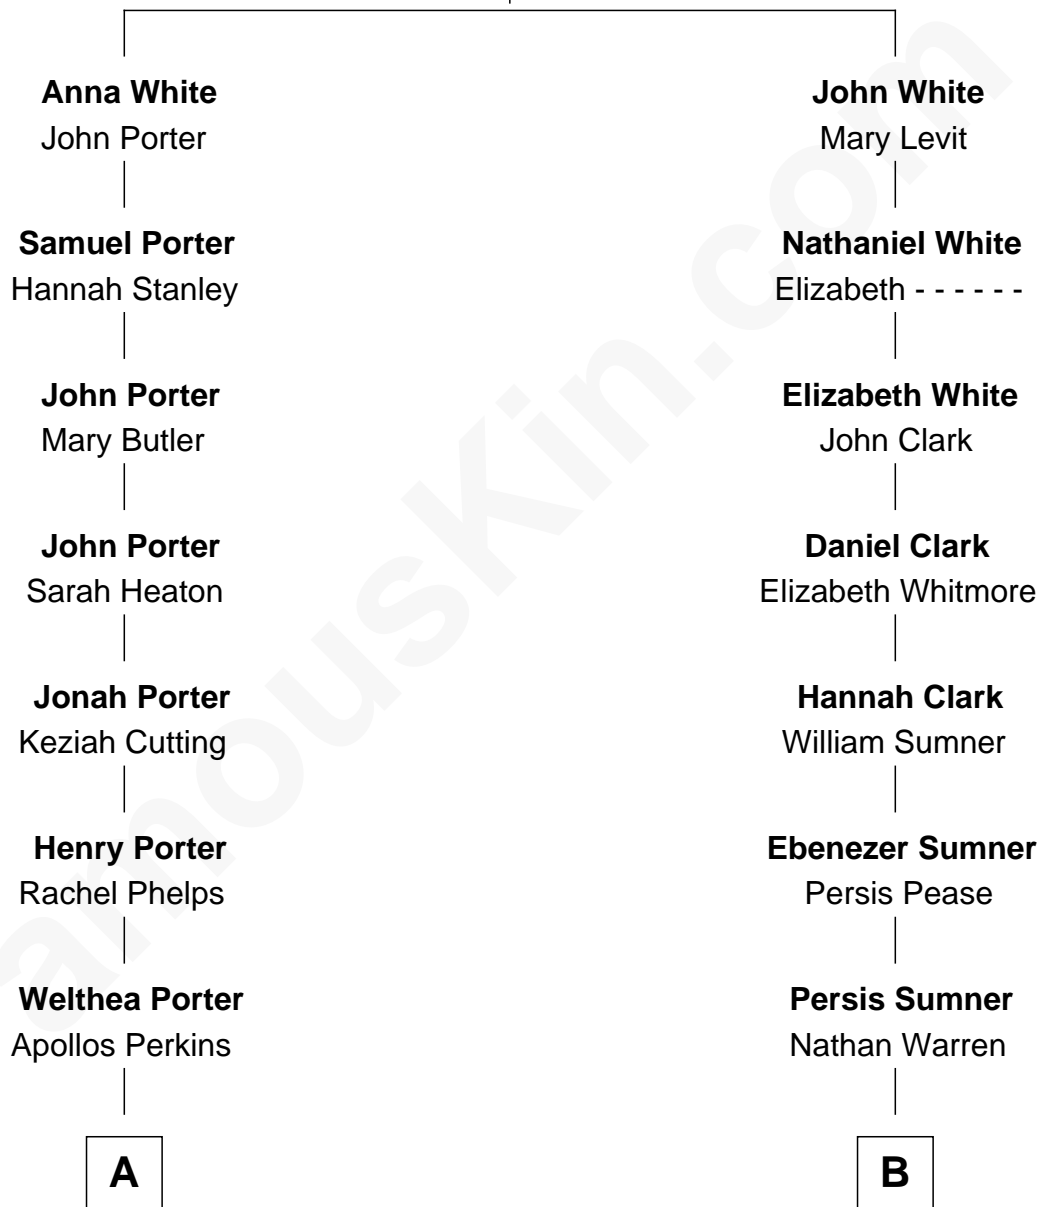 Anna White
John Porter
Samuel Porter
Hannah Stanley
John Porter
Mary Butler
John Porter
Sarah Heaton
Jonah Porter
Keziah Cutting
Henry Porter
Rachel Phelps
Welthea Porter
Apollos Perkins
A
John White
Mary Levit
Nathaniel White
Elizabeth - - - - - -
Elizabeth White
John Clark
Daniel Clark
Elizabeth Whitmore
Hannah Clark
William Sumner
Ebenezer Sumner
Persis Pease
Persis Sumner
Nathan Warren
B
amousKin.com